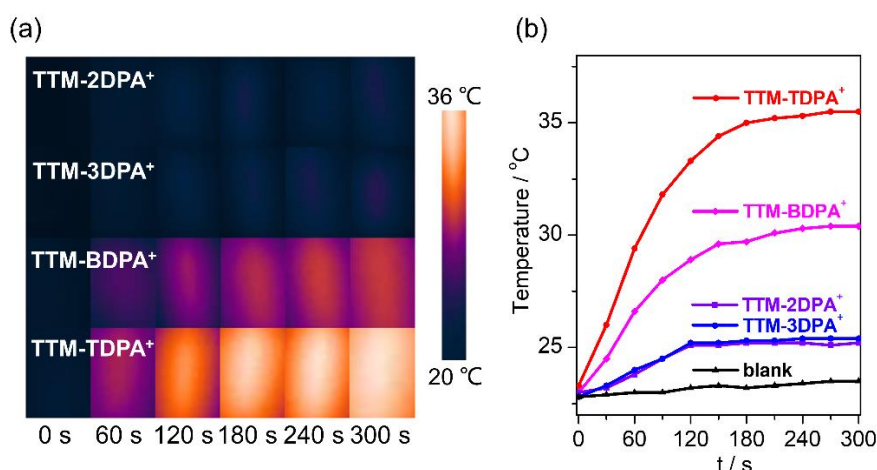 (a)
TTM-2DPA⁺
TTM-3DPA⁺
TTM-BDPA⁺
TTM-TDPA⁺
0 s 60 s 120 s 180 s 240 s 300 s
36 ℃
20 ℃
(b)
Temperature / °C
35
30
25
TTM-TDPA⁺
TTM-BDPA⁺
TTM-2DPA⁺
TTM-3DPA⁺
blank
0 60 120 180 240 300
t / s